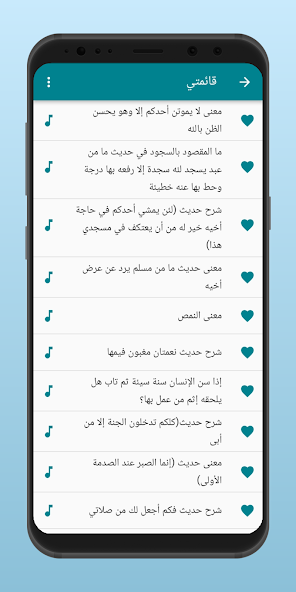 قائمتي
معنى لا يموتن أحدكم إلا وهو يحسن
الظن بالله
ما المقصود بالسجود في حديث ما من
عبد يسجد لله سجدة إلا رفعه بها درجة
وحط بها عنه خطيئة
شرح حديث (لئن يمشي أحدكم في حاجة
أخيه خير له من أن يعتكف في مسجدي
هذا)
معنى حديث ما من مسلم يرد عن عرض
أخيه
معنى النمص
شرح حديث نعمتان مغبون فيهما
إذا سن الإنسان سنة سيئة ثم تاب هل
يلحقه إثم من عمل بها؟
شرح حديث(كلكم تدخلون الجنة إلا من
أبى
معنى حديث (إنما الصبر عند الصدمة
الأولى)
شرح حديث فكم أجعل لك من صلاتي